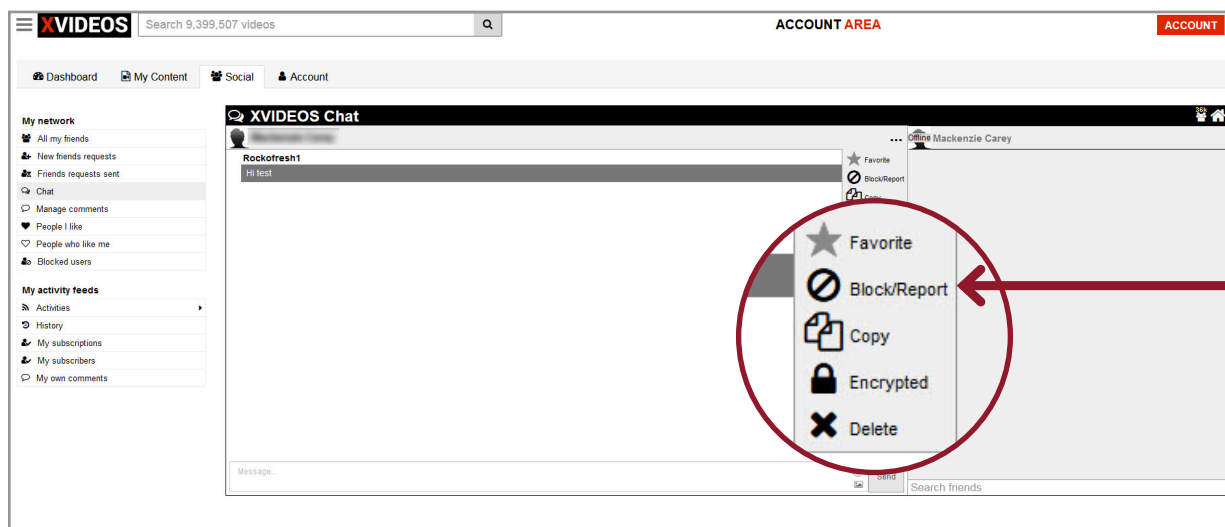 XVIDEOS Search 9,399,507 videos ACCOUNT AREA ACCOUNT
Dashboard My Content Social Account
My network
All my friends
New friends requests
Friends requests sent
Chat
Manage comments
People I like
People who like me
Blocked users
My activity feeds
Activities
History
My subscriptions
My subscribers
My own comments
XVIDEOS Chat 36k
... Offline Mackenzie Carey
Rockofresh1
Hi test
Favorite
Block/Report
Copy
Favorite
Block/Report
Copy
Encrypted
Delete
Message...
Send
Search friends